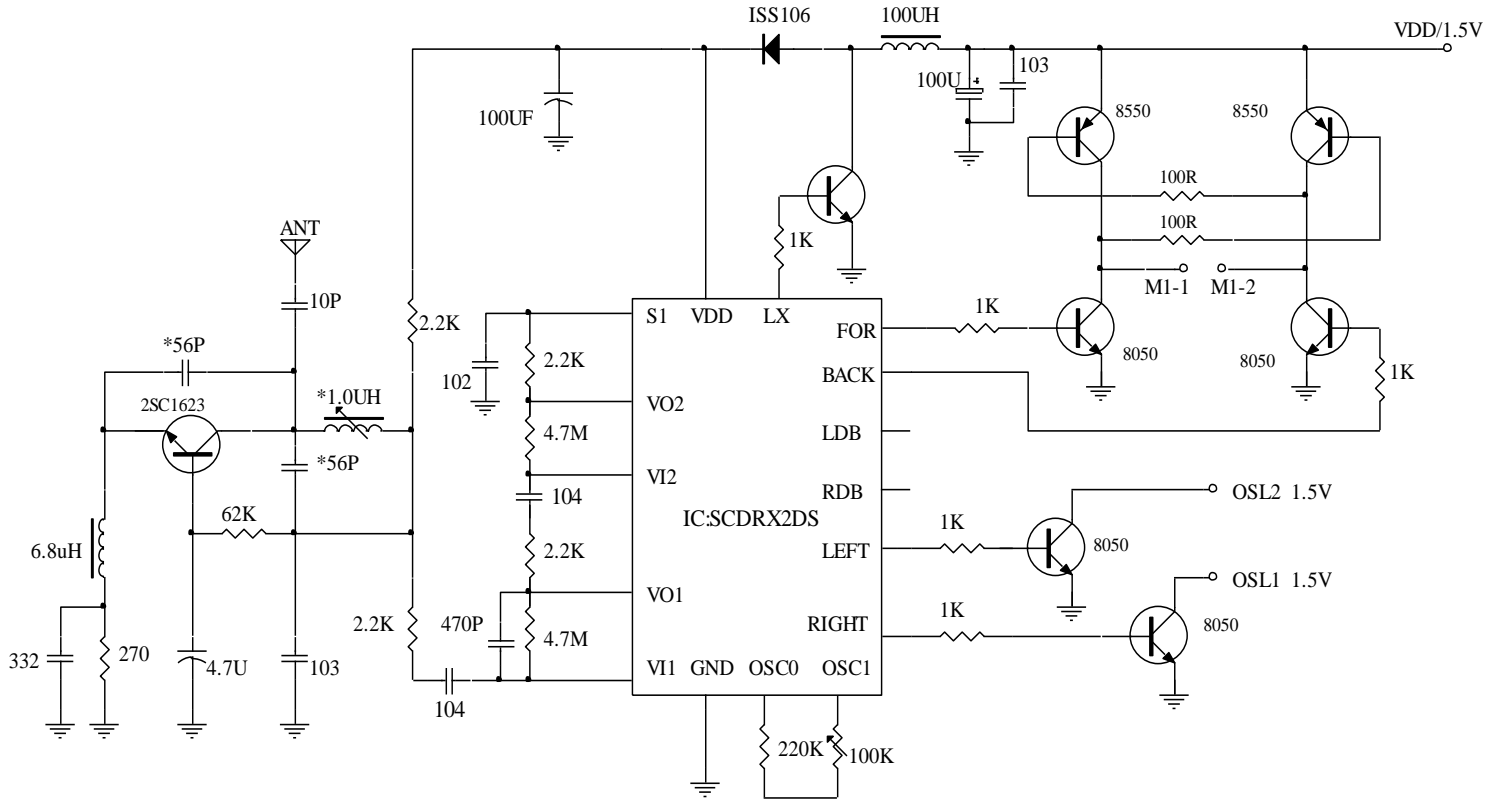 ISS106
100UH
VDD/1.5V
100U
+
103
100UF
8550
8550
100R
100R
ANT
1K
M1-1
M1-2
10P
2.2K
S1
VDD
LX
1K
FOR
*56P
2.2K
8050
8050
BACK
1K
102
2SC1623
*1.0UH
VO2
4.7M
LDB
*56P
VI2
104
RDB
OSL2 1.5V
IC:SCDRX2DS
62K
1K
8050
6.8uH
2.2K
LEFT
OSL1 1.5V
VO1
1K
2.2K
470P
4.7M
RIGHT
8050
332
270
4.7U
103
VI1
GND
OSC0
OSC1
104
220K
100K